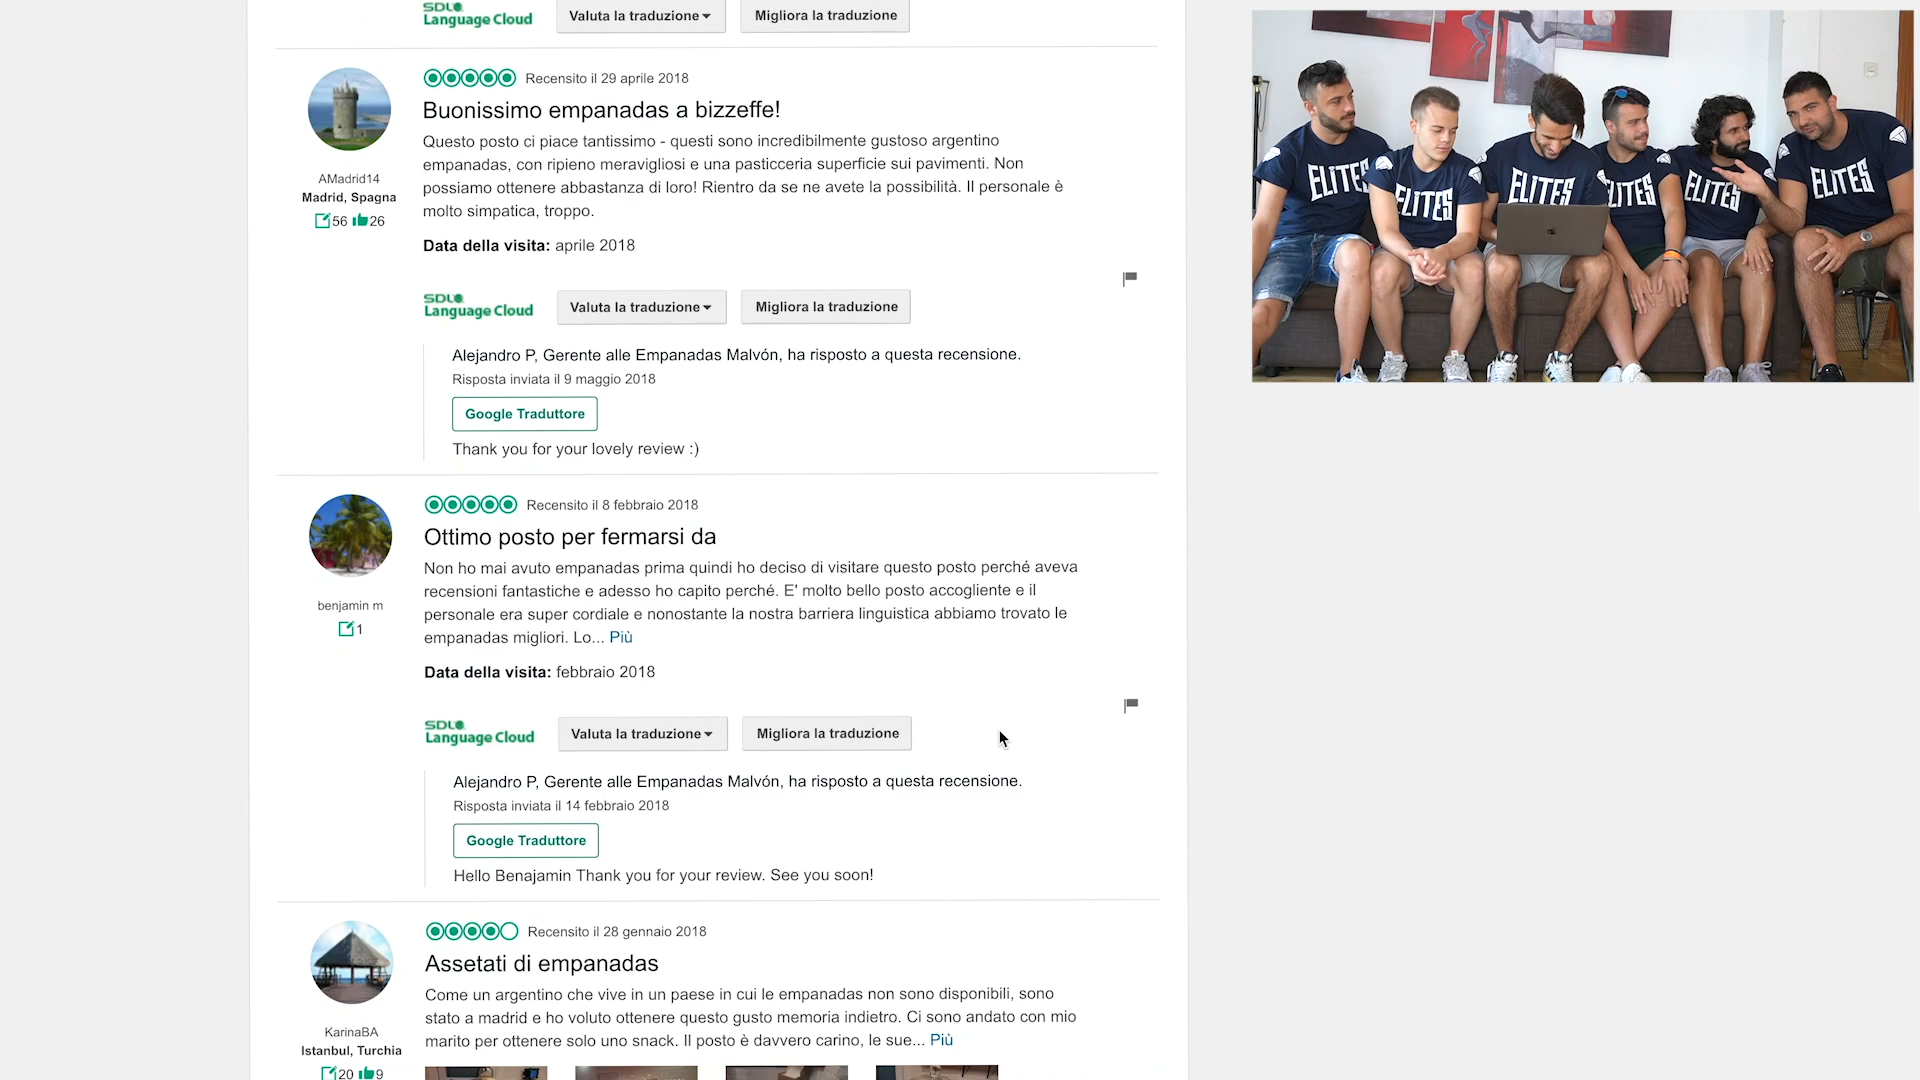 SDL
Language Cloud
Valuta la traduzione
Migliora la traduzione
Recensito il 29 aprile 2018
Buonissimo empanadas a bizzeffe!
Questo posto ci piace tantissimo - questi sono incredibilmente gustoso argentino
empanadas, con ripieno meravigliosi e una pasticceria superficie sui pavimenti. Non
possiamo ottenere abbastanza di loro! Rientro da se ne avete la possibilità. Il personale è
molto simpatica, troppo.
AMadrid14
Madrid, Spagna
56 26
Data della visita: aprile 2018
SDL
Language Cloud
Valuta la traduzione
Migliora la traduzione
Alejandro P, Gerente alle Empanadas Malvón, ha risposto a questa recensione.
Risposta inviata il 9 maggio 2018
Google Traduttore
Thank you for your lovely review :)
Recensito il 8 febbraio 2018
Ottimo posto per fermarsi da
Non ho mai avuto empanadas prima quindi ho deciso di visitare questo posto perché aveva
recensioni fantastiche e adesso ho capito perché. E' molto bello posto accogliente e il
personale era super cordiale e nonostante la nostra barriera linguistica abbiamo trovato le
empanadas migliori. Lo... Più
benjamin m
1
Data della visita: febbraio 2018
SDL
Language Cloud
Valuta la traduzione
Migliora la traduzione
Alejandro P, Gerente alle Empanadas Malvón, ha risposto a questa recensione.
Risposta inviata il 14 febbraio 2018
Google Traduttore
Hello Benajamin Thank you for your review. See you soon!
Recensito il 28 gennaio 2018
Assetati di empanadas
Come un argentino che vive in un paese in cui le empanadas non sono disponibili, sono
stato a madrid e ho voluto ottenere questo gusto memoria indietro. Ci sono andato con mio
marito per ottenere solo uno snack. Il posto è davvero carino, le sue... Più
KarinaBA
Istanbul, Turchia
20 9
ELITES
ELITES
ELITES
ELITES
ELITES
ELITES